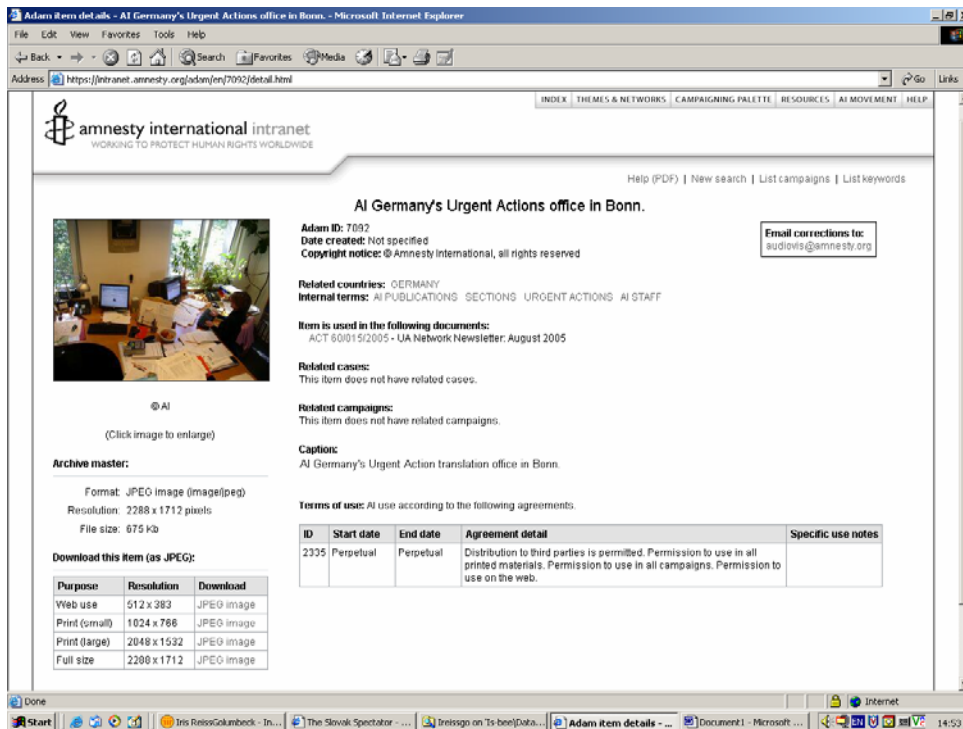 Adam item details - AI Germany's Urgent Actions office in Bonn. - Microsoft Internet Explorer
File Edit View Favorites Tools Help
Back Search Favorites Media
Address https://intranet.amnesty.org/adam/en/7092/detail.html Go Links
INDEX THEMES & NETWORKS CAMPAIGNING PALETTE RESOURCES AI MOVEMENT HELP
amnesty international intranet
WORKING TO PROTECT HUMAN RIGHTS WORLDWIDE
Help (PDF) | New search | List campaigns | List keywords
AI Germany's Urgent Actions office in Bonn.
Adam ID: 7092
Date created: Not specified
Copyright notice: © Amnesty International, all rights reserved
Email corrections to:
audiovis@amnesty.org
Related countries: GERMANY
Internal terms: AI PUBLICATIONS SECTIONS URGENT ACTIONS AI STAFF
Item is used in the following documents:
ACT 60/015/2005 - UA Network Newsletter: August 2005
Related cases:
This item does not have related cases.
Related campaigns:
This item does not have related campaigns.
Caption:
AI Germany's Urgent Action translation office in Bonn.
Terms of use: AI use according to the following agreements.
ID Start date End date Agreement detail Specific use notes
2335 Perpetual Perpetual Distribution to third parties is permitted. Permission to use in all
printed materials. Permission to use in all campaigns. Permission to
use on the web.
© AI
(Click image to enlarge)
Archive master:
Format: JPEG image (image/jpeg)
Resolution: 2288 x 1712 pixels
File size: 675 Kb
Download this item (as JPEG):
Purpose Resolution Download
Web use 512 x 383 JPEG image
Print (small) 1024 x 766 JPEG image
Print (large) 2048 x 1532 JPEG image
Full size 2288 x 1712 JPEG image
Done Internet
Start Iris ReissGolumbeck - In... The Slovak Spectator - ... Ireissgo on 'Is-bee\Data... Adam item details - ... Document1 - Microsoft ... EN 14:53